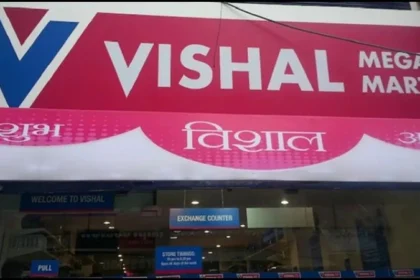 VISHAL MEGA MART
शुभ विशाल
WELCOME TO VISHAL
EXCHANGE COUNTER
STORE TIMINGS
PULL